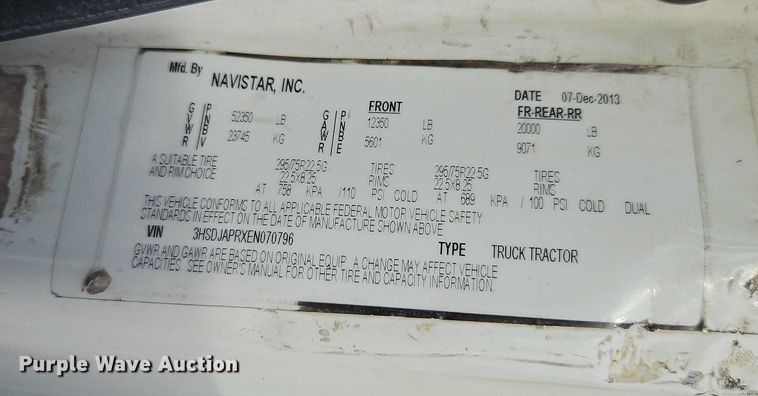 Mfd. By NAVISTAR, INC. DATE 07-Dec-2013
FRONT FR-REAR-RR
G V W R P N B V 52350 LB G A W R P N B E 12350 LB 20000 LB
23745 KG 5601 KG 9071 KG
A SUITABLE TIRE 295/75R22.5G TIRES 295/75R22.5G TIRES
AND RIM CHOICE 22.5X8.25 RIMS 22.5X8.25 RIMS
AT 758 KPA /110 PSI COLD AT 689 KPA / 100 PSI COLD DUAL
THIS VEHICLE CONFORMS TO ALL APPLICABLE FEDERAL MOTOR VEHICLE SAFETY
STANDARDS IN EFFECT ON THE DATE OF MANUFACTURE SHOWN ABOVE
VIN 3HSDJAPRXEN070796 TYPE TRUCK TRACTOR
GVWR AND GAWR ARE BASED ON ORIGINAL EQUIP. A CHANGE MAY AFFECT VEHICLE
CAPACITIES. SEE OWNER'S MANUAL FOR OTHER TIRE AND CAPACITY INFORMATION.
Purple Wave Auction